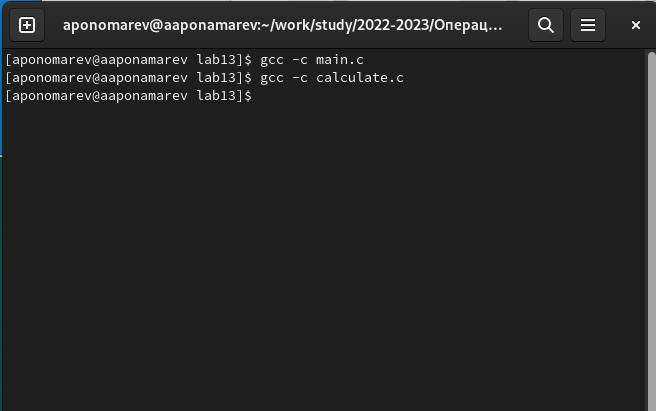 aponomarev@aaponamarev:~/work/study/2022-2023/Операц...
[aponomarev@aaponamarev lab13]$ gcc -c main.c
[aponomarev@aaponamarev lab13]$ gcc -c calculate.c
[aponomarev@aaponamarev lab13]$